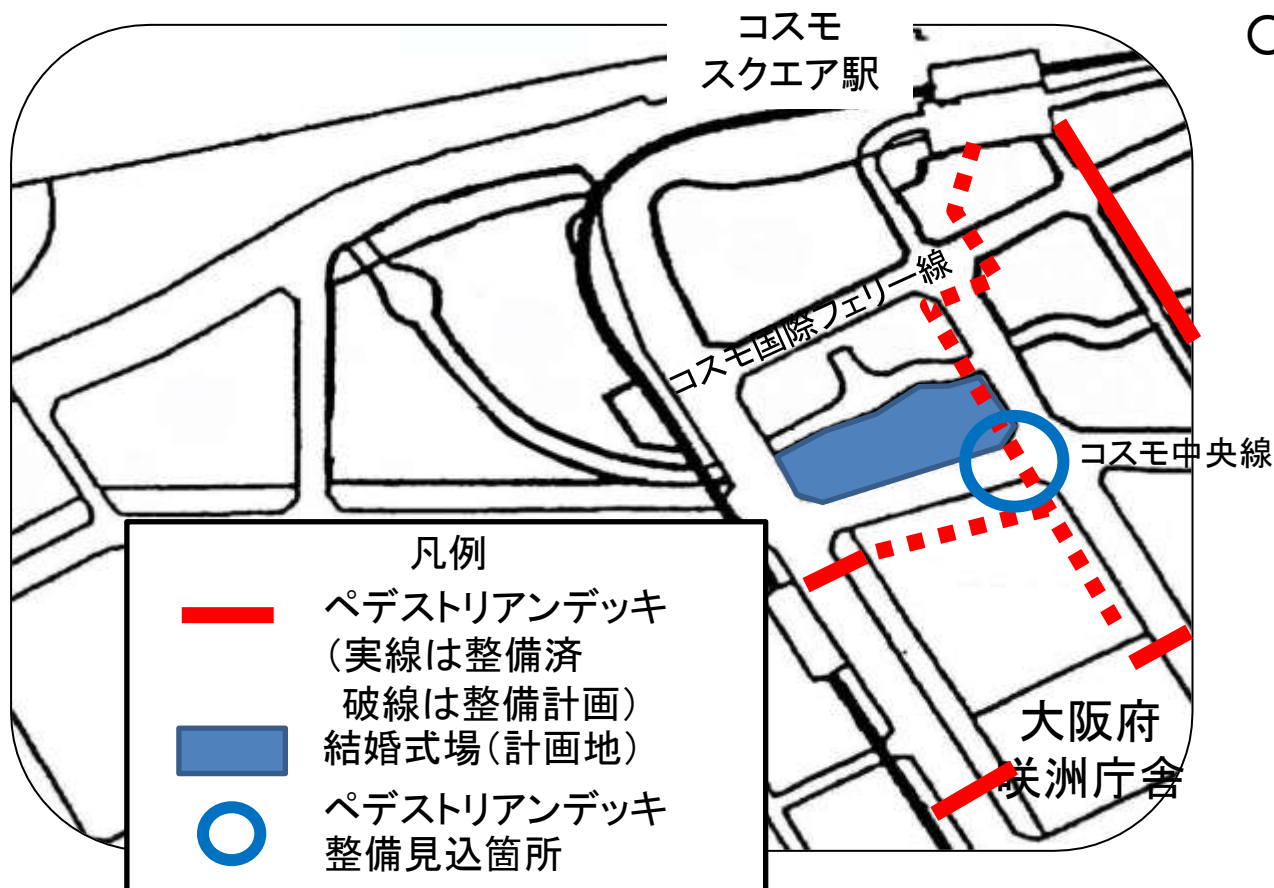 コスモ
スクエア駅
○
コスモ国際フェリー線
コスモ中央線
凡例
ペデストリアンデッキ
（実線は整備済
破線は整備計画）
結婚式場（計画地）
ペデストリアンデッキ
整備見込箇所
大阪府
咲洲庁舎